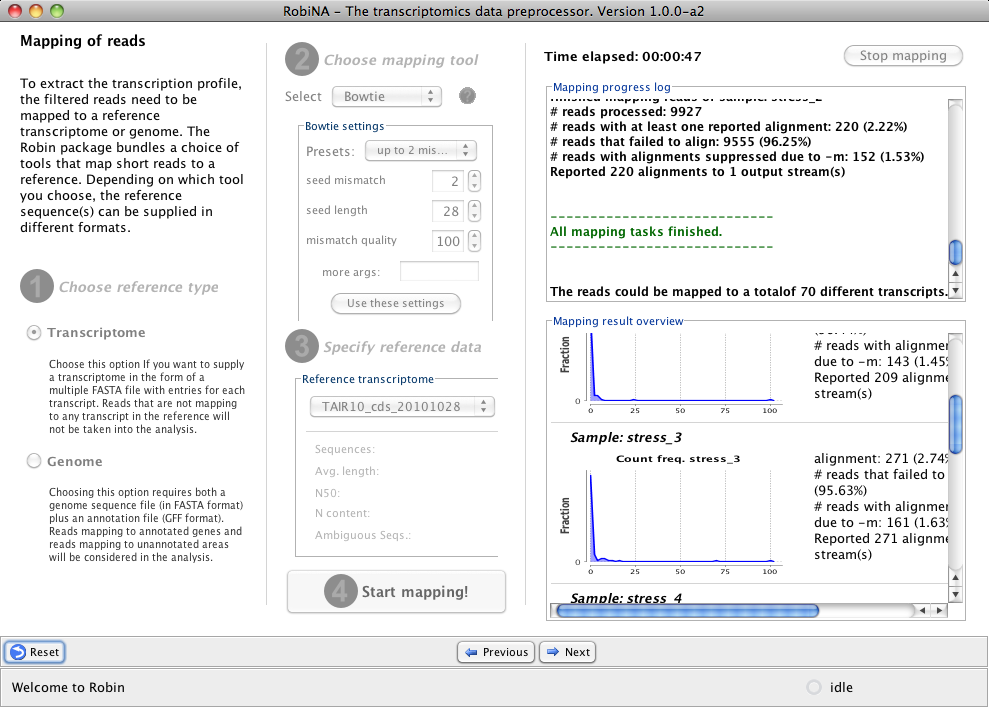 RobiNA - The transcriptomics data preprocessor. Version 1.0.0-a2
Mapping of reads
To extract the transcription profile,
the filtered reads need to be
mapped to a reference
transcriptome or genome. The
Robin package bundles a choice of
tools that map short reads to a
reference. Depending on which tool
you choose, the reference
sequence(s) can be supplied in
different formats.
1 Choose reference type
Transcriptome
Choose this option If you want to supply
a transcriptome in the form of a
multiple FASTA file with entries for each
transcript. Reads that are not mapping
to any transcript in the reference will
not be taken into the analysis.
Genome
Choosing this option requires both a
genome sequence file (in FASTA format)
plus an annotation file (GFF format).
Reads mapping to annotated genes and
reads mapping to unannotated areas
will be considered in the analysis.
2 Choose mapping tool
Select Bowtie ?
Bowtie settings
Presets: up to 2 mis...
seed mismatch 2
seed length 28
mismatch quality 100
more args:
Use these settings
3 Specify reference data
Reference transcriptome
TAIR10_cds_20101028
Sequences:
Avg. length:
N50:
N content:
Ambiguous Seqs.:
4 Start mapping!
Time elapsed: 00:00:47 Stop mapping
Mapping progress log
Finished mapping reads of sample: stress_2
# reads processed: 9927
# reads with at least one reported alignment: 220 (2.22%)
# reads that failed to align: 9555 (96.25%)
# reads with alignments suppressed due to -m: 152 (1.53%)
Reported 220 alignments to 1 output stream(s)
---------------------------
All mapping tasks finished.
---------------------------
The reads could be mapped to a totalof 70 different transcripts.
Mapping result overview
Fraction
0
0 25 50 75 100
# reads with alignmer
due to -m: 143 (1.45%
Reported 209 alignme
stream(s)
Sample: stress_3
Count freq. stress_3
Fraction
0
0 25 50 75 100
alignment: 271 (2.74%
# reads that failed to
(95.63%)
# reads with alignmer
due to -m: 161 (1.63%
Reported 271 alignme
stream(s)
Sample: stress_4
Reset Previous Next
Welcome to Robin idle